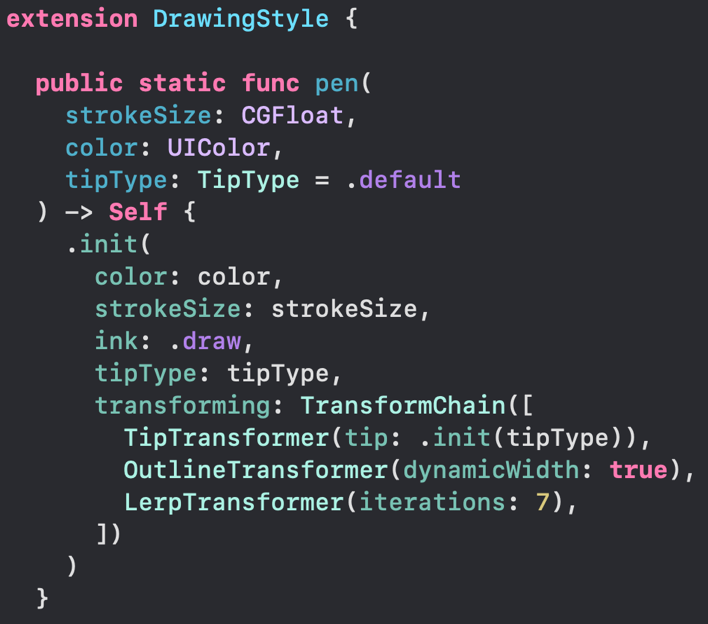 extension DrawingStyle {
public static func pen(
strokeSize: CGFloat,
color: UIColor,
tipType: TipType = .default
) -> Self {
.init(
color: color,
strokeSize: strokeSize,
ink: .draw,
tipType: tipType,
transforming: TransformChain([
TipTransformer(tip: .init(tipType)),
OutlineTransformer(dynamicWidth: true),
LerpTransformer(iterations: 7),
])
)
}